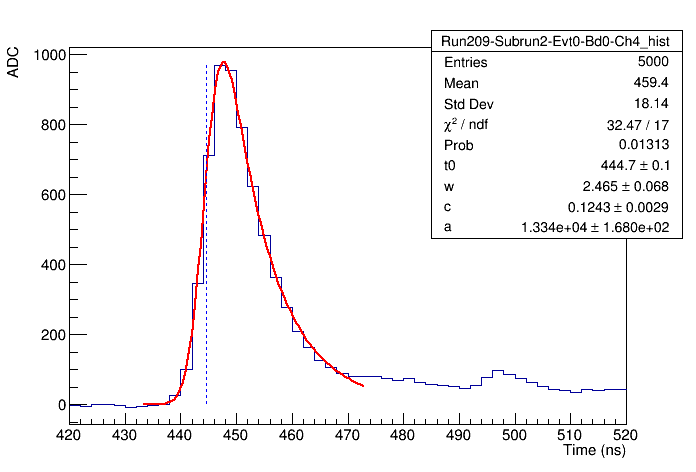 Run209-Subrun2-Evt0-Bd0-Ch4_hist
Entries 5000
Mean 459.4
Std Dev 18.14
χ² / ndf 32.47 / 17
Prob 0.01313
t0 444.7 ± 0.1
w 2.465 ± 0.068
c 0.1243 ± 0.0029
a 1.334e+04 ± 1.680e+02
ADC
1000
800
600
400
200
0
420 430 440 450 460 470 480 490 500 510 520
Time (ns)